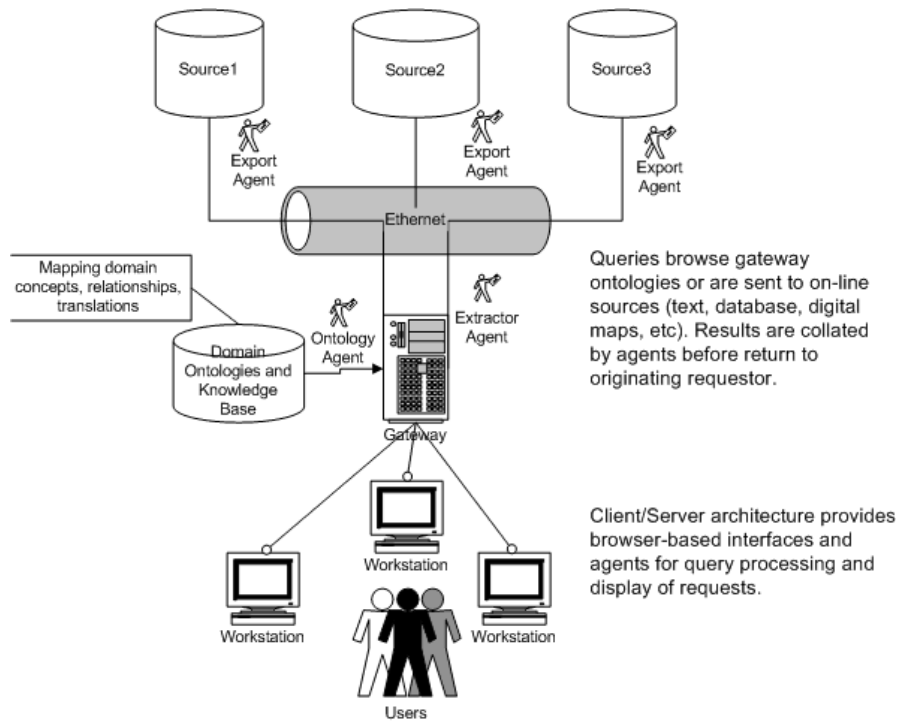 Source1
Source2
Source3
Export
Agent
Export
Agent
Export
Agent
Ethernet
Mapping domain
concepts, relationships,
translations
Queries browse gateway
ontologies or are sent to on-line
sources (text, database, digital
maps, etc). Results are collated
by agents before return to
originating requestor.
Extractor
Agent
Ontology
Agent
Domain
Ontologies and
Knowledge
Base
Gateway
Client/Server architecture provides
browser-based interfaces and
agents for query processing and
display of requests.
Workstation
Workstation
Workstation
Users